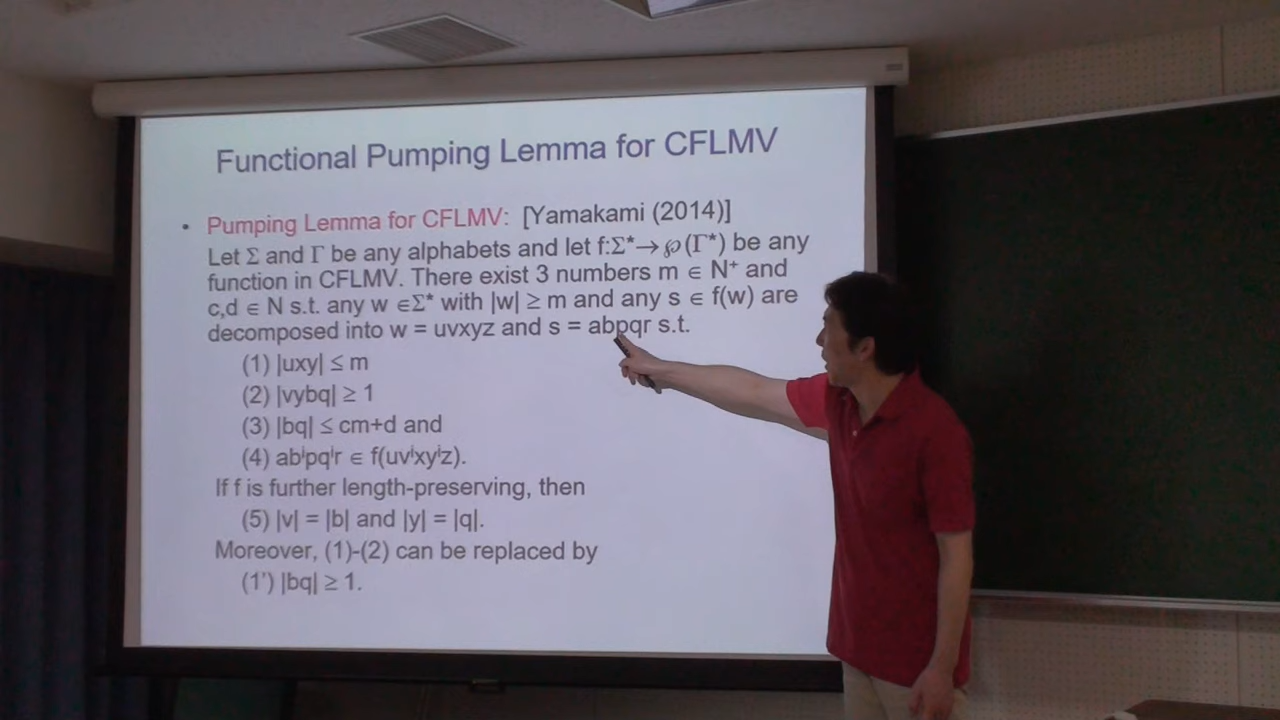 Functional Pumping Lemma for CFLMV
• Pumping Lemma for CFLMV: [Yamakami (2014)]
Let Σ and Γ be any alphabets and let f:Σ*→℘(Γ*) be any
function in CFLMV. There exist 3 numbers m ∈ N⁺ and
c,d ∈ N s.t. any w ∈Σ* with |w| ≥ m and any s ∈ f(w) are
decomposed into w = uvxyz and s = abpqr s.t.
(1) |uxy| ≤ m
(2) |vybq| ≥ 1
(3) |bq| ≤ cm+d and
(4) abⁱpqⁱr ∈ f(uvⁱxyⁱz).
If f is further length-preserving, then
(5) |v| = |b| and |y| = |q|.
Moreover, (1)-(2) can be replaced by
(1') |bq| ≥ 1.